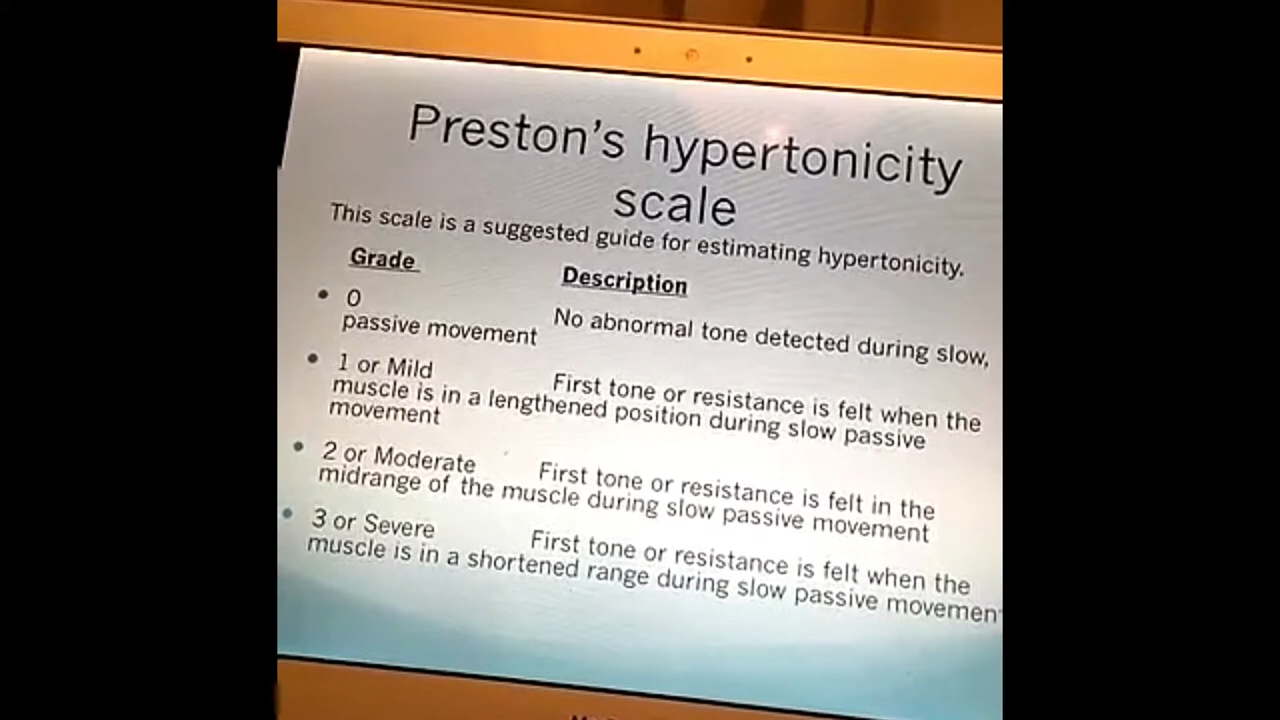 Preston's hypertonicity
scale
This scale is a suggested guide for estimating hypertonicity.
Grade Description
• 0 No abnormal tone detected during slow,
passive movement
• 1 or Mild First tone or resistance is felt when the
muscle is in a lengthened position during slow passive
movement
• 2 or Moderate First tone or resistance is felt in the
midrange of the muscle during slow passive movement
• 3 or Severe First tone or resistance is felt when the
muscle is in a shortened range during slow passive movement